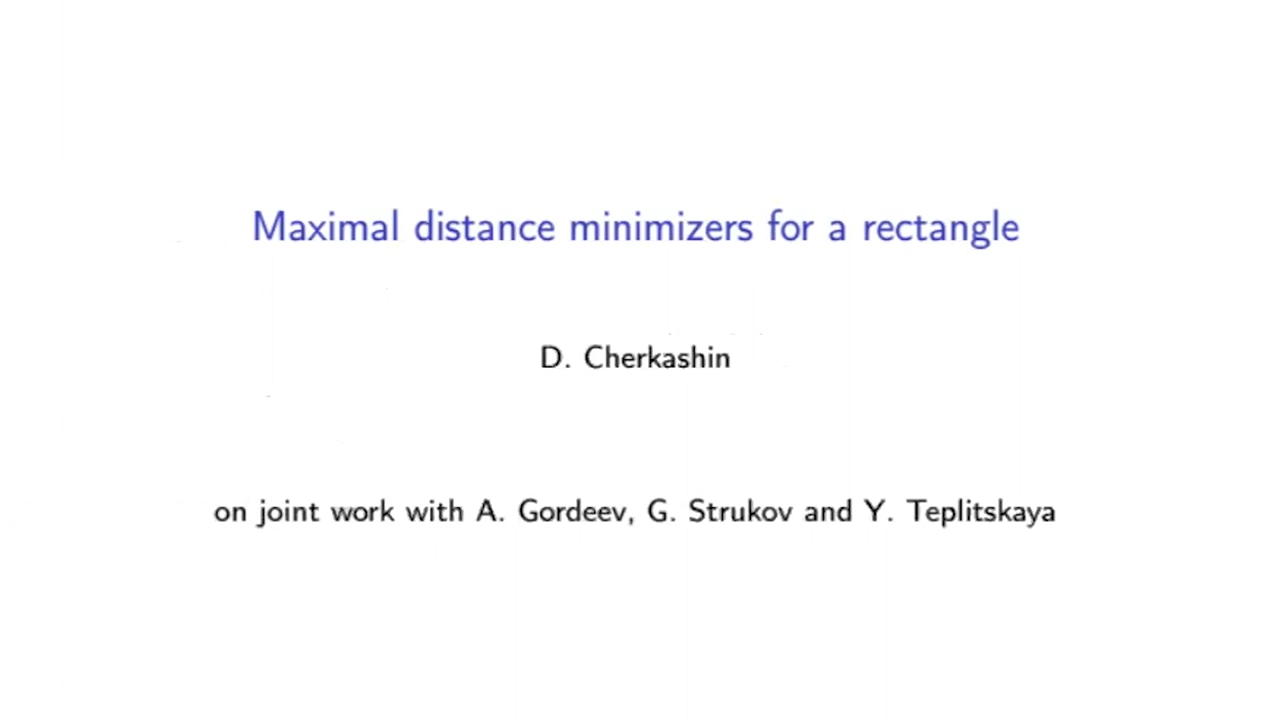 Maximal distance minimizers for a rectangle
D. Cherkashin
on joint work with A. Gordeev, G. Strukov and Y. Teplitskaya